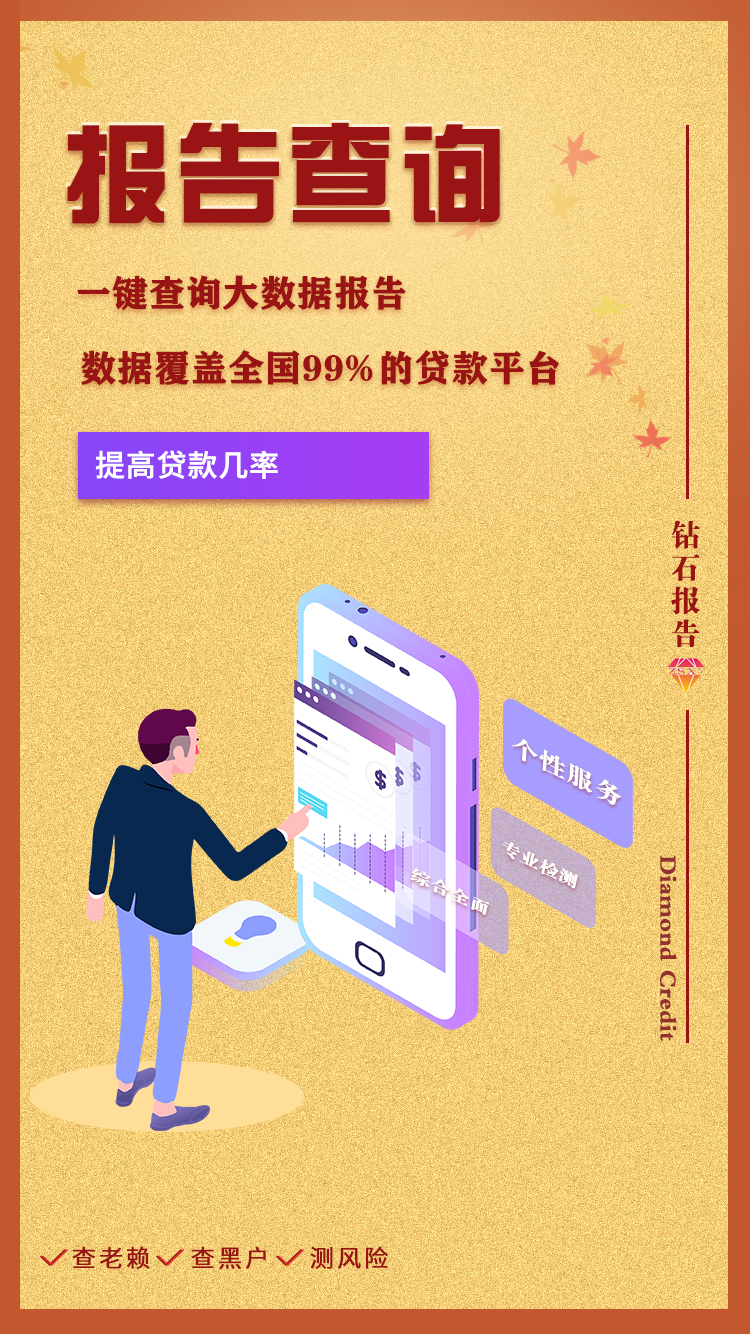 报告查询
一键查询大数据报告
数据覆盖全国99%的贷款平台
提高贷款几率
钻石报告
个性服务
专业检测
综合全面
Diamond Credit
查老赖 查黑户 测风险